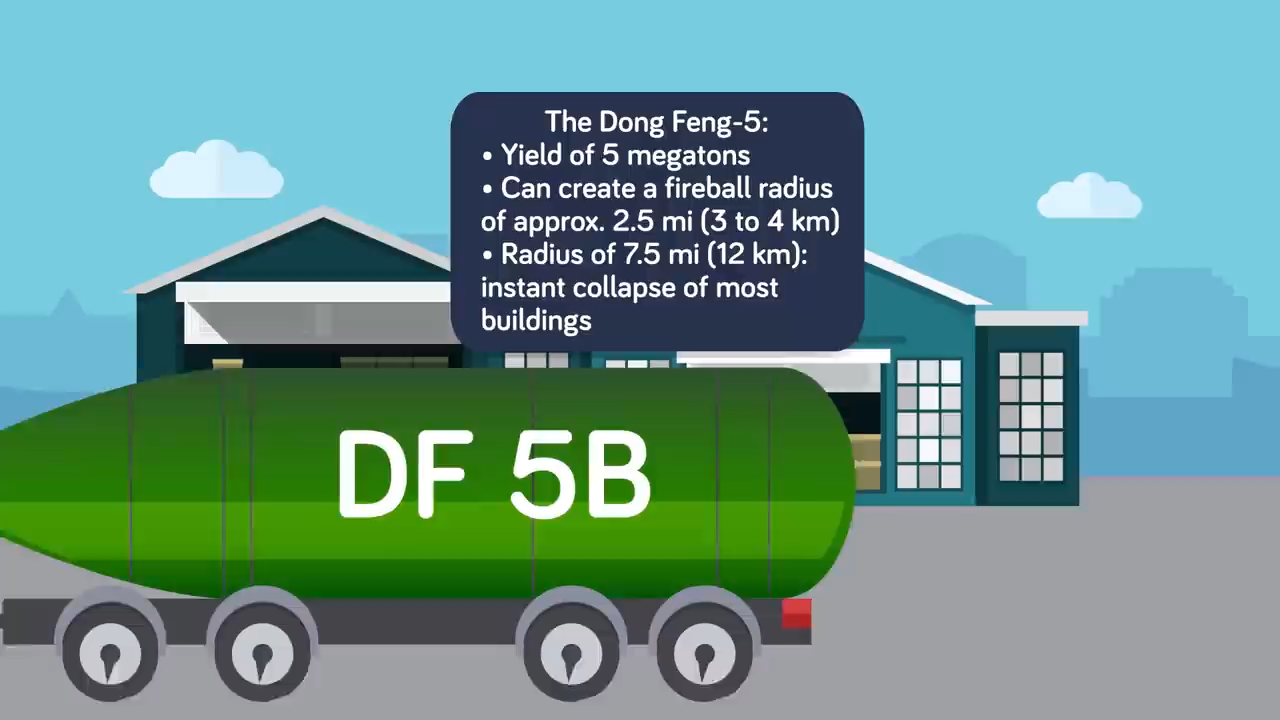 The Dong Feng-5:
• Yield of 5 megatons
• Can create a fireball radius
of approx. 2.5 mi (3 to 4 km)
• Radius of 7.5 mi (12 km):
instant collapse of most
buildings
DF 5B